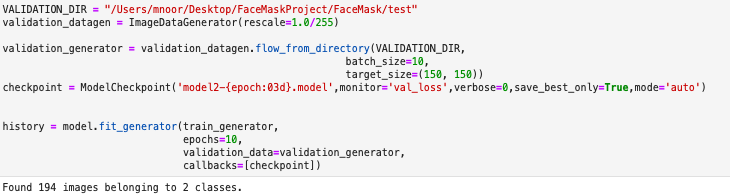 VALIDATION_DIR = "/Users/mnoor/Desktop/FaceMaskProject/FaceMask/test"
validation_datagen = ImageDataGenerator(rescale=1.0/255)
validation_generator = validation_datagen.flow_from_directory(VALIDATION_DIR,
batch_size=10,
target_size=(150, 150))
checkpoint = ModelCheckpoint('model2-{epoch:03d}.model',monitor='val_loss',verbose=0,save_best_only=True,mode='auto')
history = model.fit_generator(train_generator,
epochs=10,
validation_data=validation_generator,
callbacks=[checkpoint])
Found 194 images belonging to 2 classes.